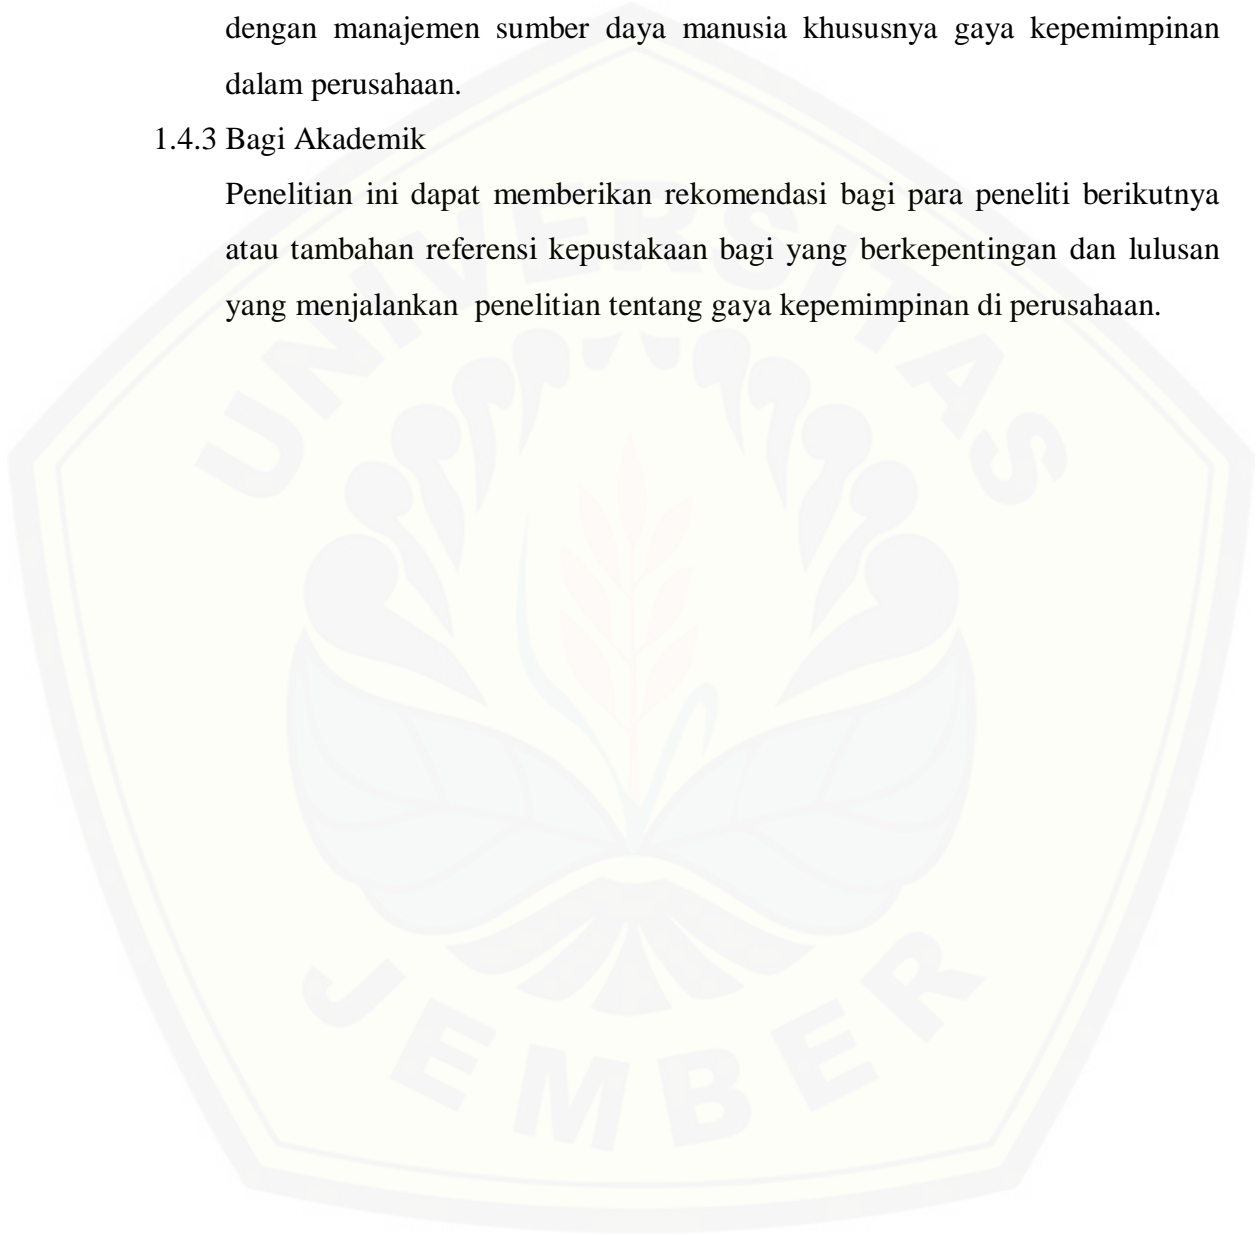 dengan manajemen sumber daya manusia khususnya gaya kepemimpinan
dalam perusahaan.
1.4.3 Bagi Akademik
Penelitian ini dapat memberikan rekomendasi bagi para peneliti berikutnya
atau tambahan referensi kepustakaan bagi yang berkepentingan dan lulusan
yang menjalankan  penelitian tentang gaya kepemimpinan di perusahaan.
UNIVERSITAS
JEMBER